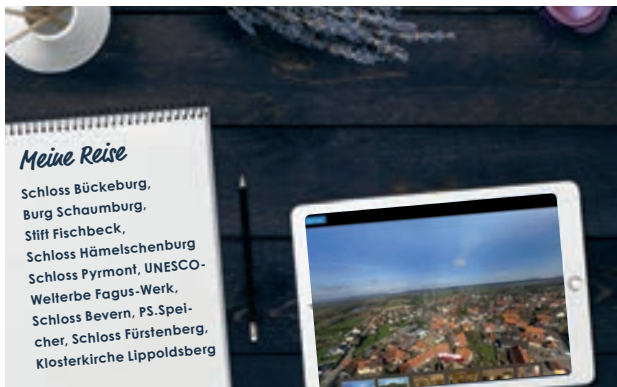 Meine Reise
Schloss Bückeburg,
Burg Schaumburg,
Stift Fischbeck,
Schloss Hämelschenburg
Schloss Pyrmont, UNESCO-
Welterbe Fagus-Werk,
Schloss Bevern, PS.Spei-
cher, Schloss Fürstenberg,
Klosterkirche Lippoldsberg